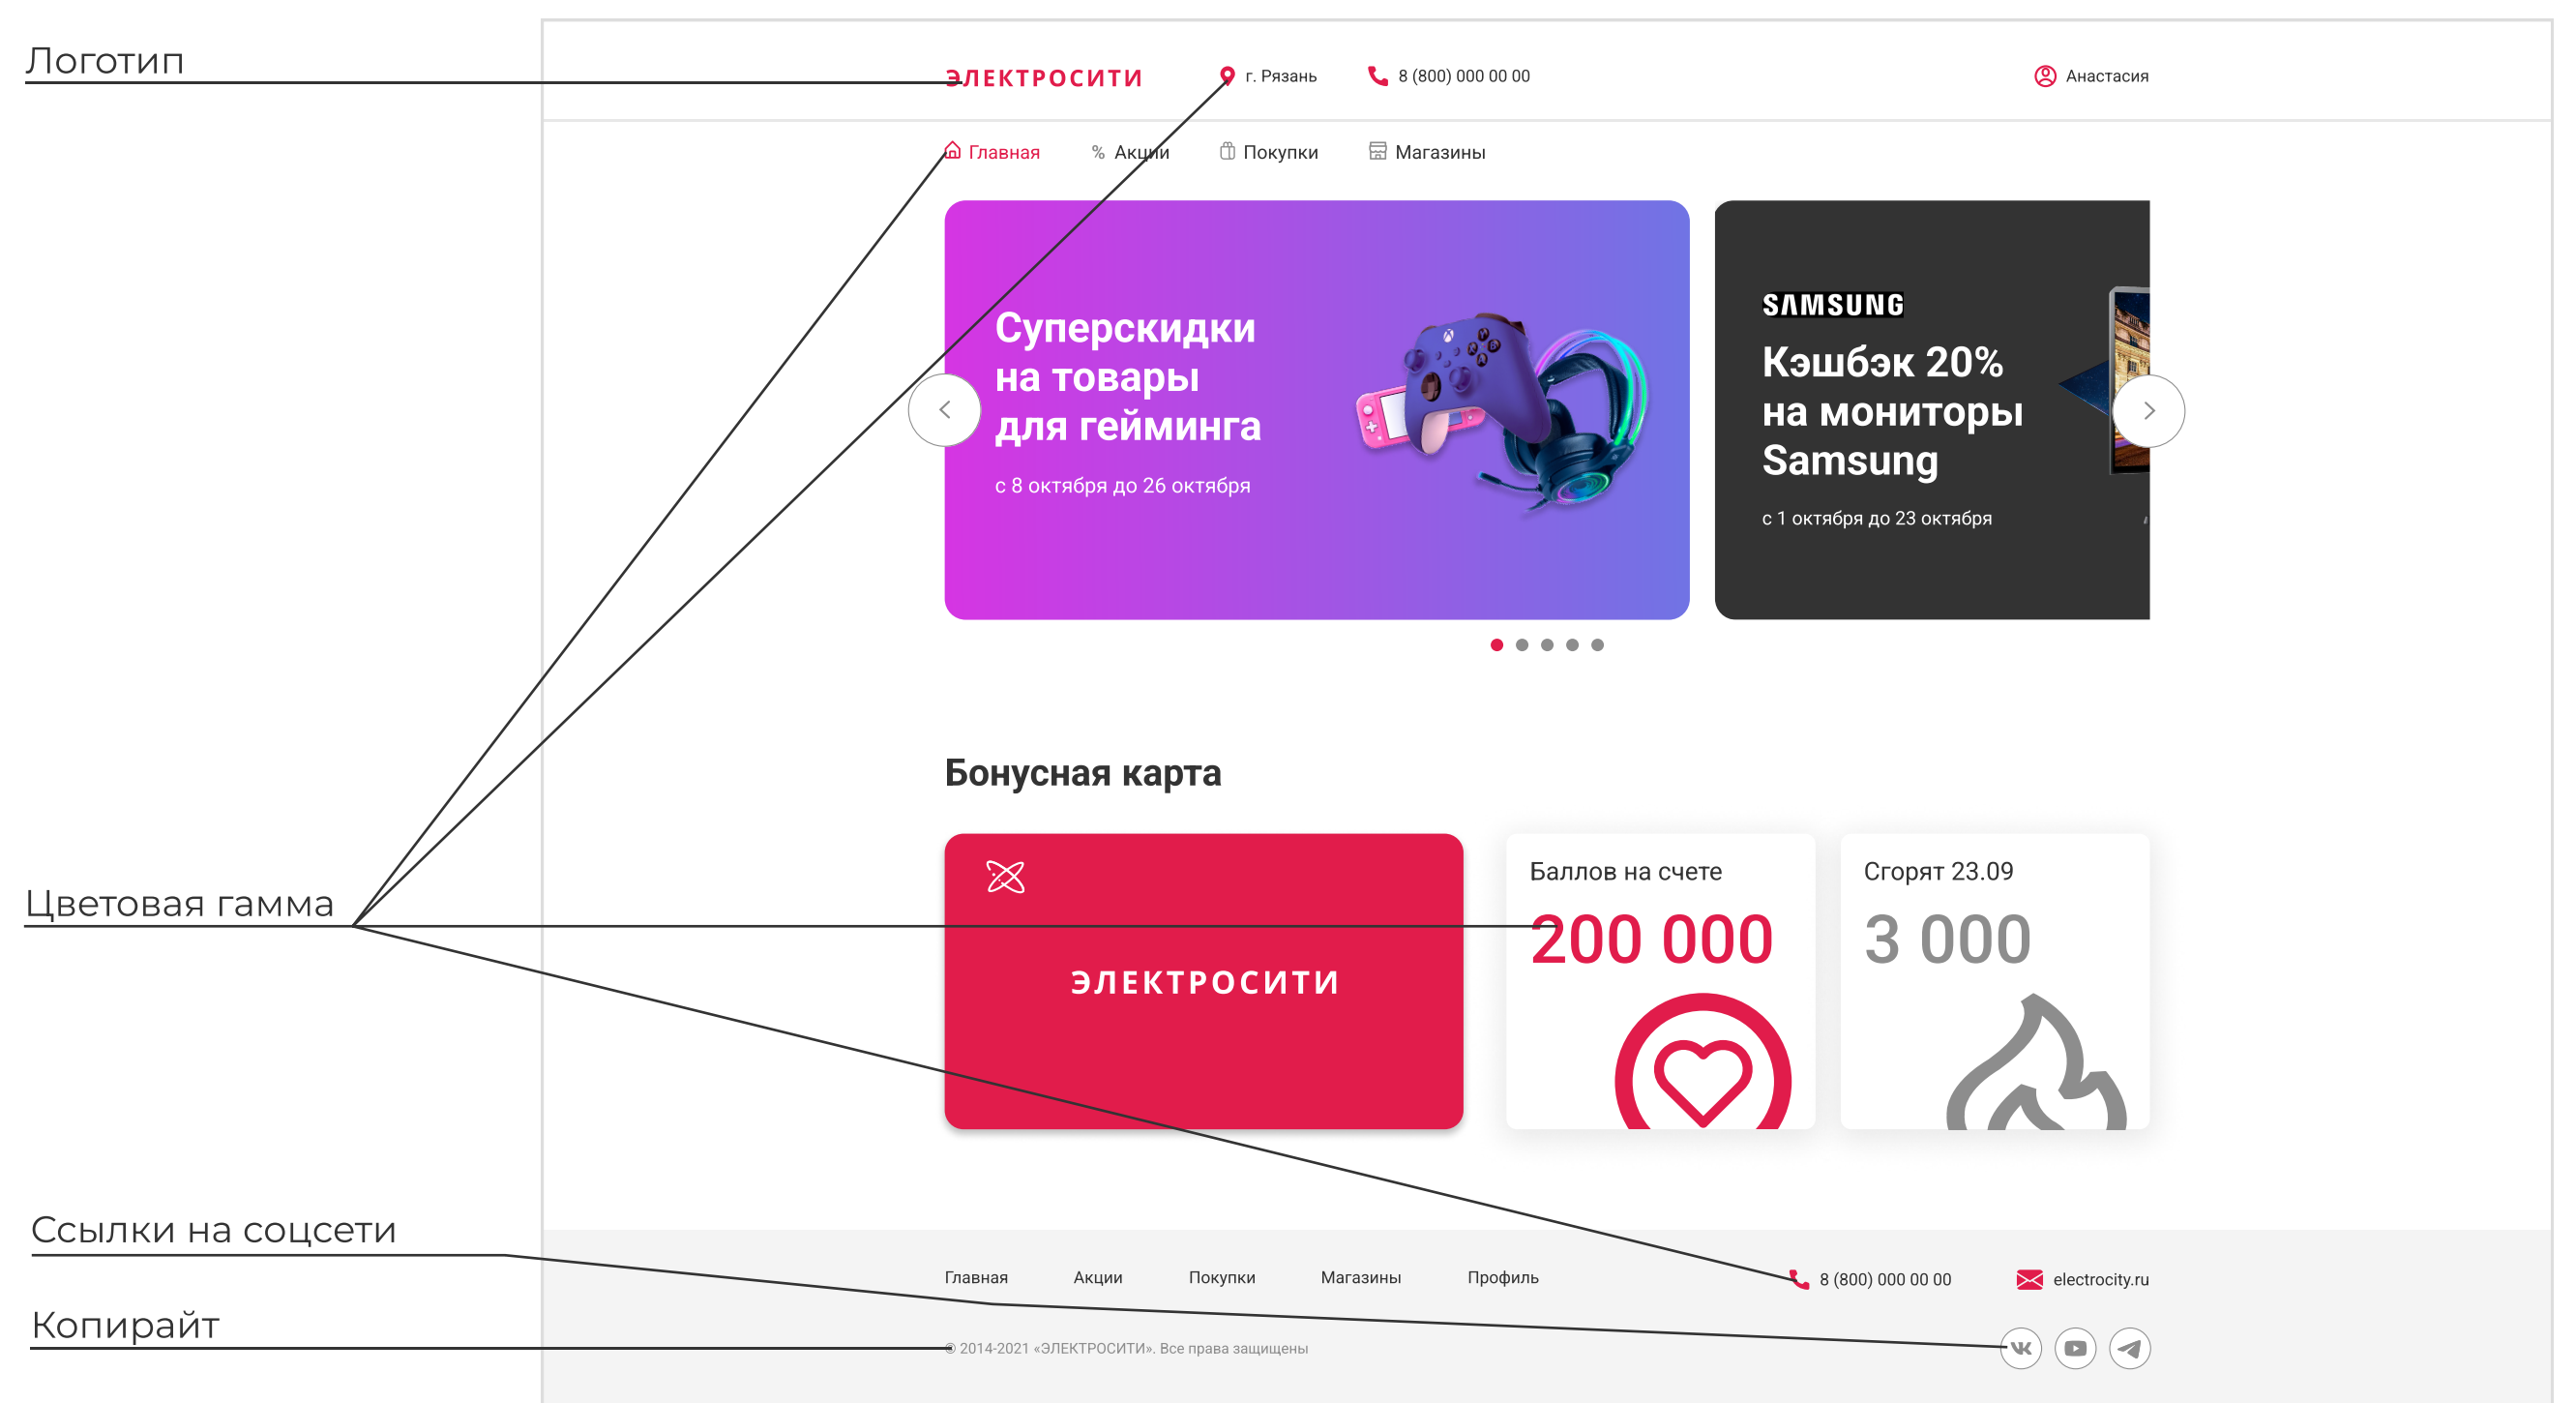 Логотип
ЭЛЕКТРОСИТИ
г. Рязань
8 (800) 000 00 00
Анастасия
Главная
% Акции
Покупки
Магазины
Суперскидки
на товары
для гейминга
с 8 октября до 26 октября
SAMSUNG
Кэшбэк 20%
на мониторы
Samsung
с 1 октября до 23 октября
Бонусная карта
Цветовая гамма
ЭЛЕКТРОСИТИ
Баллов на счете
200 000
Сгорят 23.09
3 000
Ссылки на соцсети
Главная
Акции
Покупки
Магазины
Профиль
8 (800) 000 00 00
electrocity.ru
Копирайт
© 2014-2021 «ЭЛЕКТРОСИТИ». Все права защищены